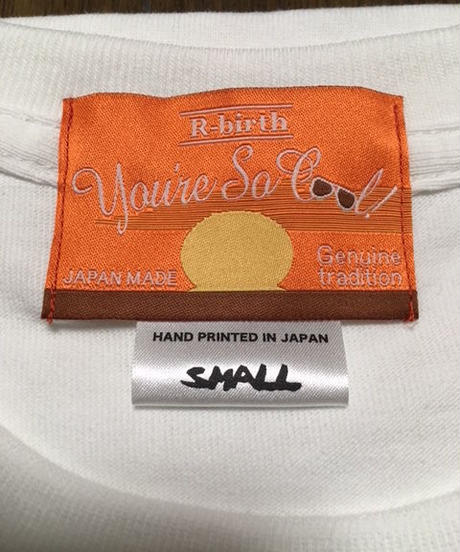 R-birth
You're So Cool!
JAPAN MADE
Genuine
tradition
HAND PRINTED IN JAPAN
SMALL